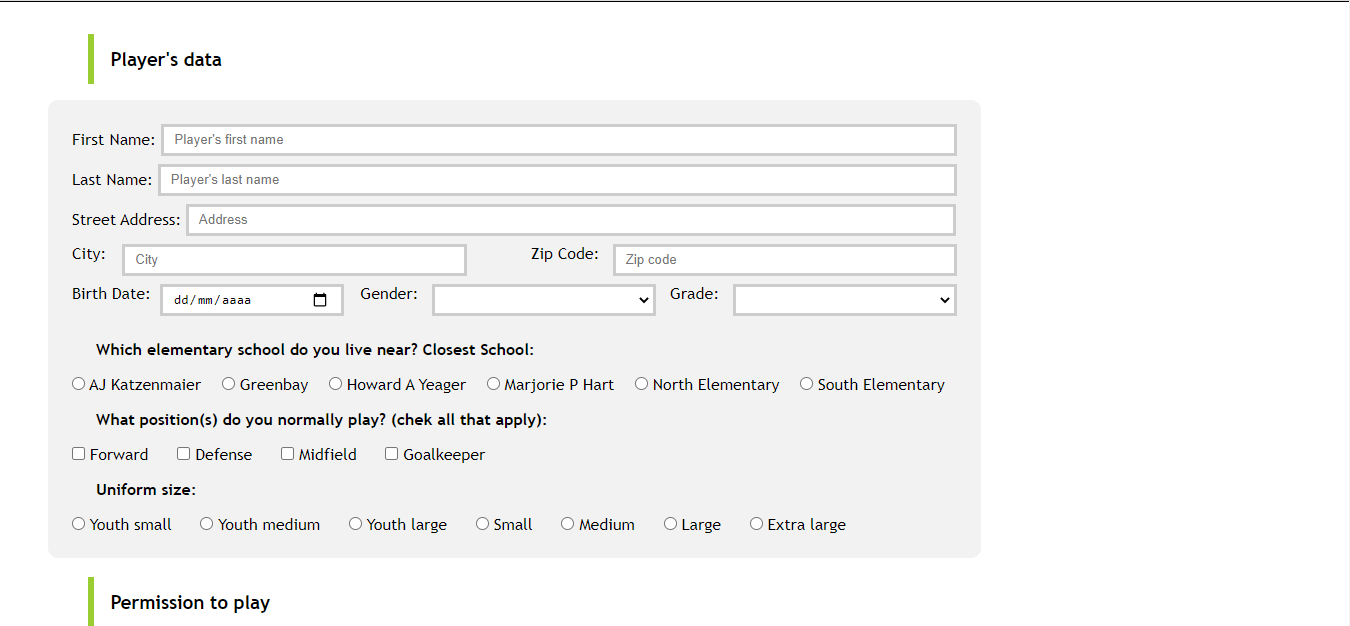 Player's data
First Name: Player's first name
Last Name: Player's last name
Street Address: Address
City: City Zip Code: Zip code
Birth Date: dd/mm/aaaa Gender: Grade:
Which elementary school do you live near? Closest School:
AJ Katzenmaier Greenbay Howard A Yeager Marjorie P Hart North Elementary South Elementary
What position(s) do you normally play? (chek all that apply):
Forward Defense Midfield Goalkeeper
Uniform size:
Youth small Youth medium Youth large Small Medium Large Extra large
Permission to play